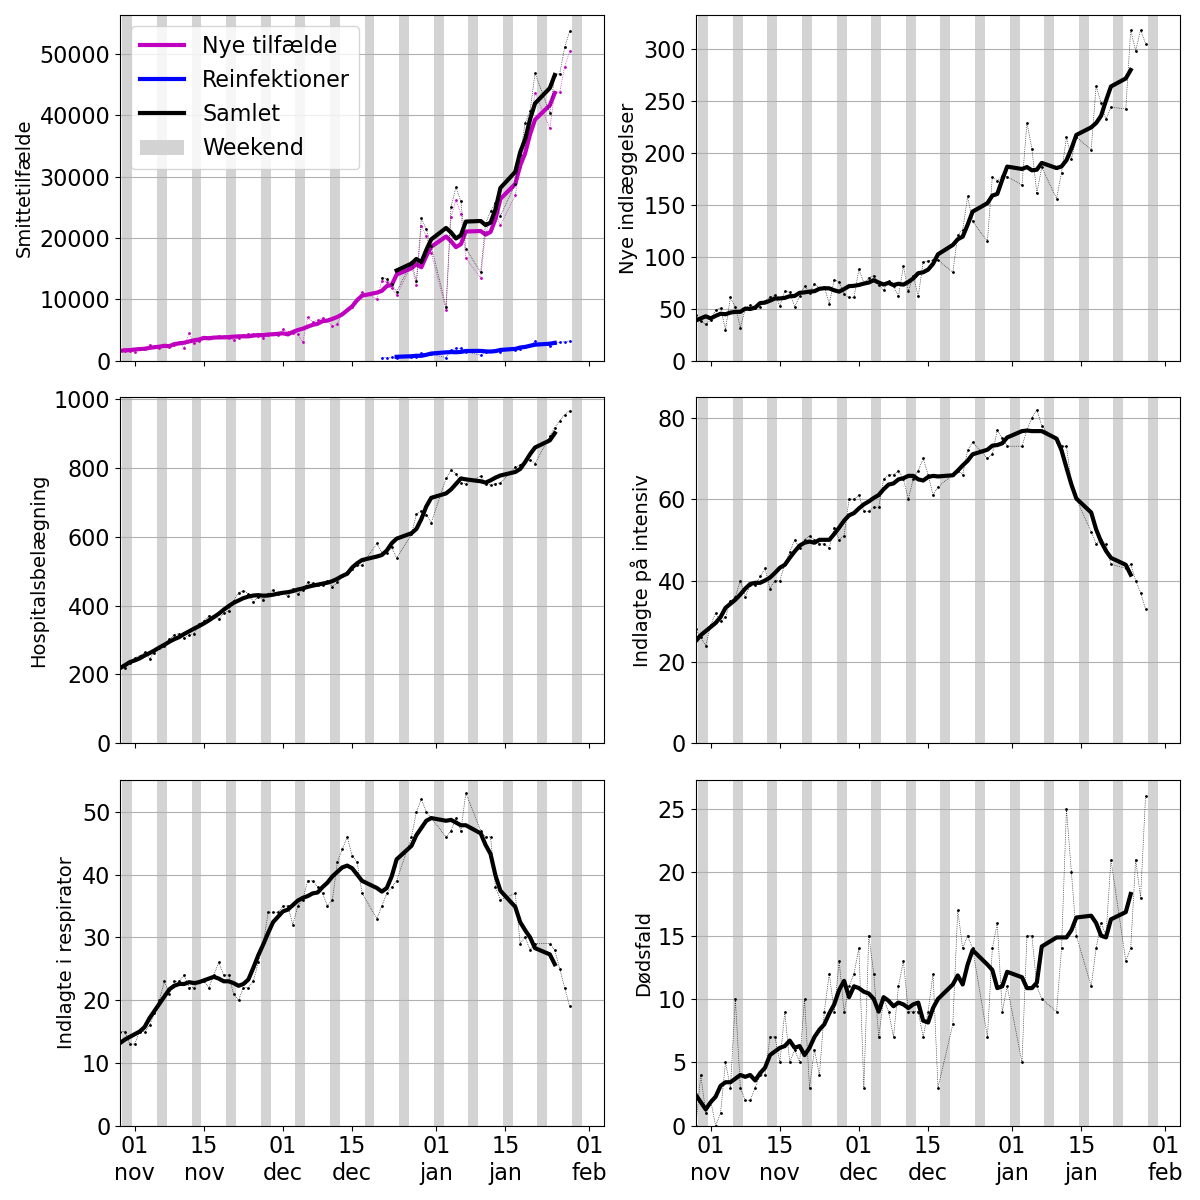 50000
40000
30000
20000
10000
0
Smittetilfælde
Nye tilfælde
Reinfektioner
Samlet
Weekend
300
250
200
150
100
50
0
Nye indlæggelser
1000
800
600
400
200
0
Hospitalsbelægning
80
60
40
20
0
Indlagte på intensiv
50
40
30
20
10
0
Indlagte i respirator
01 15 01 15 01 15 01
nov nov dec dec jan jan feb
25
20
15
10
5
0
Dødsfald
01 15 01 15 01 15 01
nov nov dec dec jan jan feb